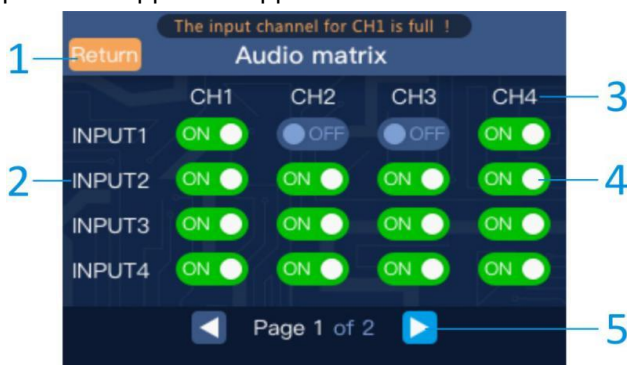 The input channel for CH1 is full !
1 Return Audio matrix
CH1 CH2 CH3 CH4 3
INPUT1 ON OFF OFF ON
2 INPUT2 ON ON ON ON 4
INPUT3 ON ON ON ON
INPUT4 ON ON ON ON
Page 1 of 2 5